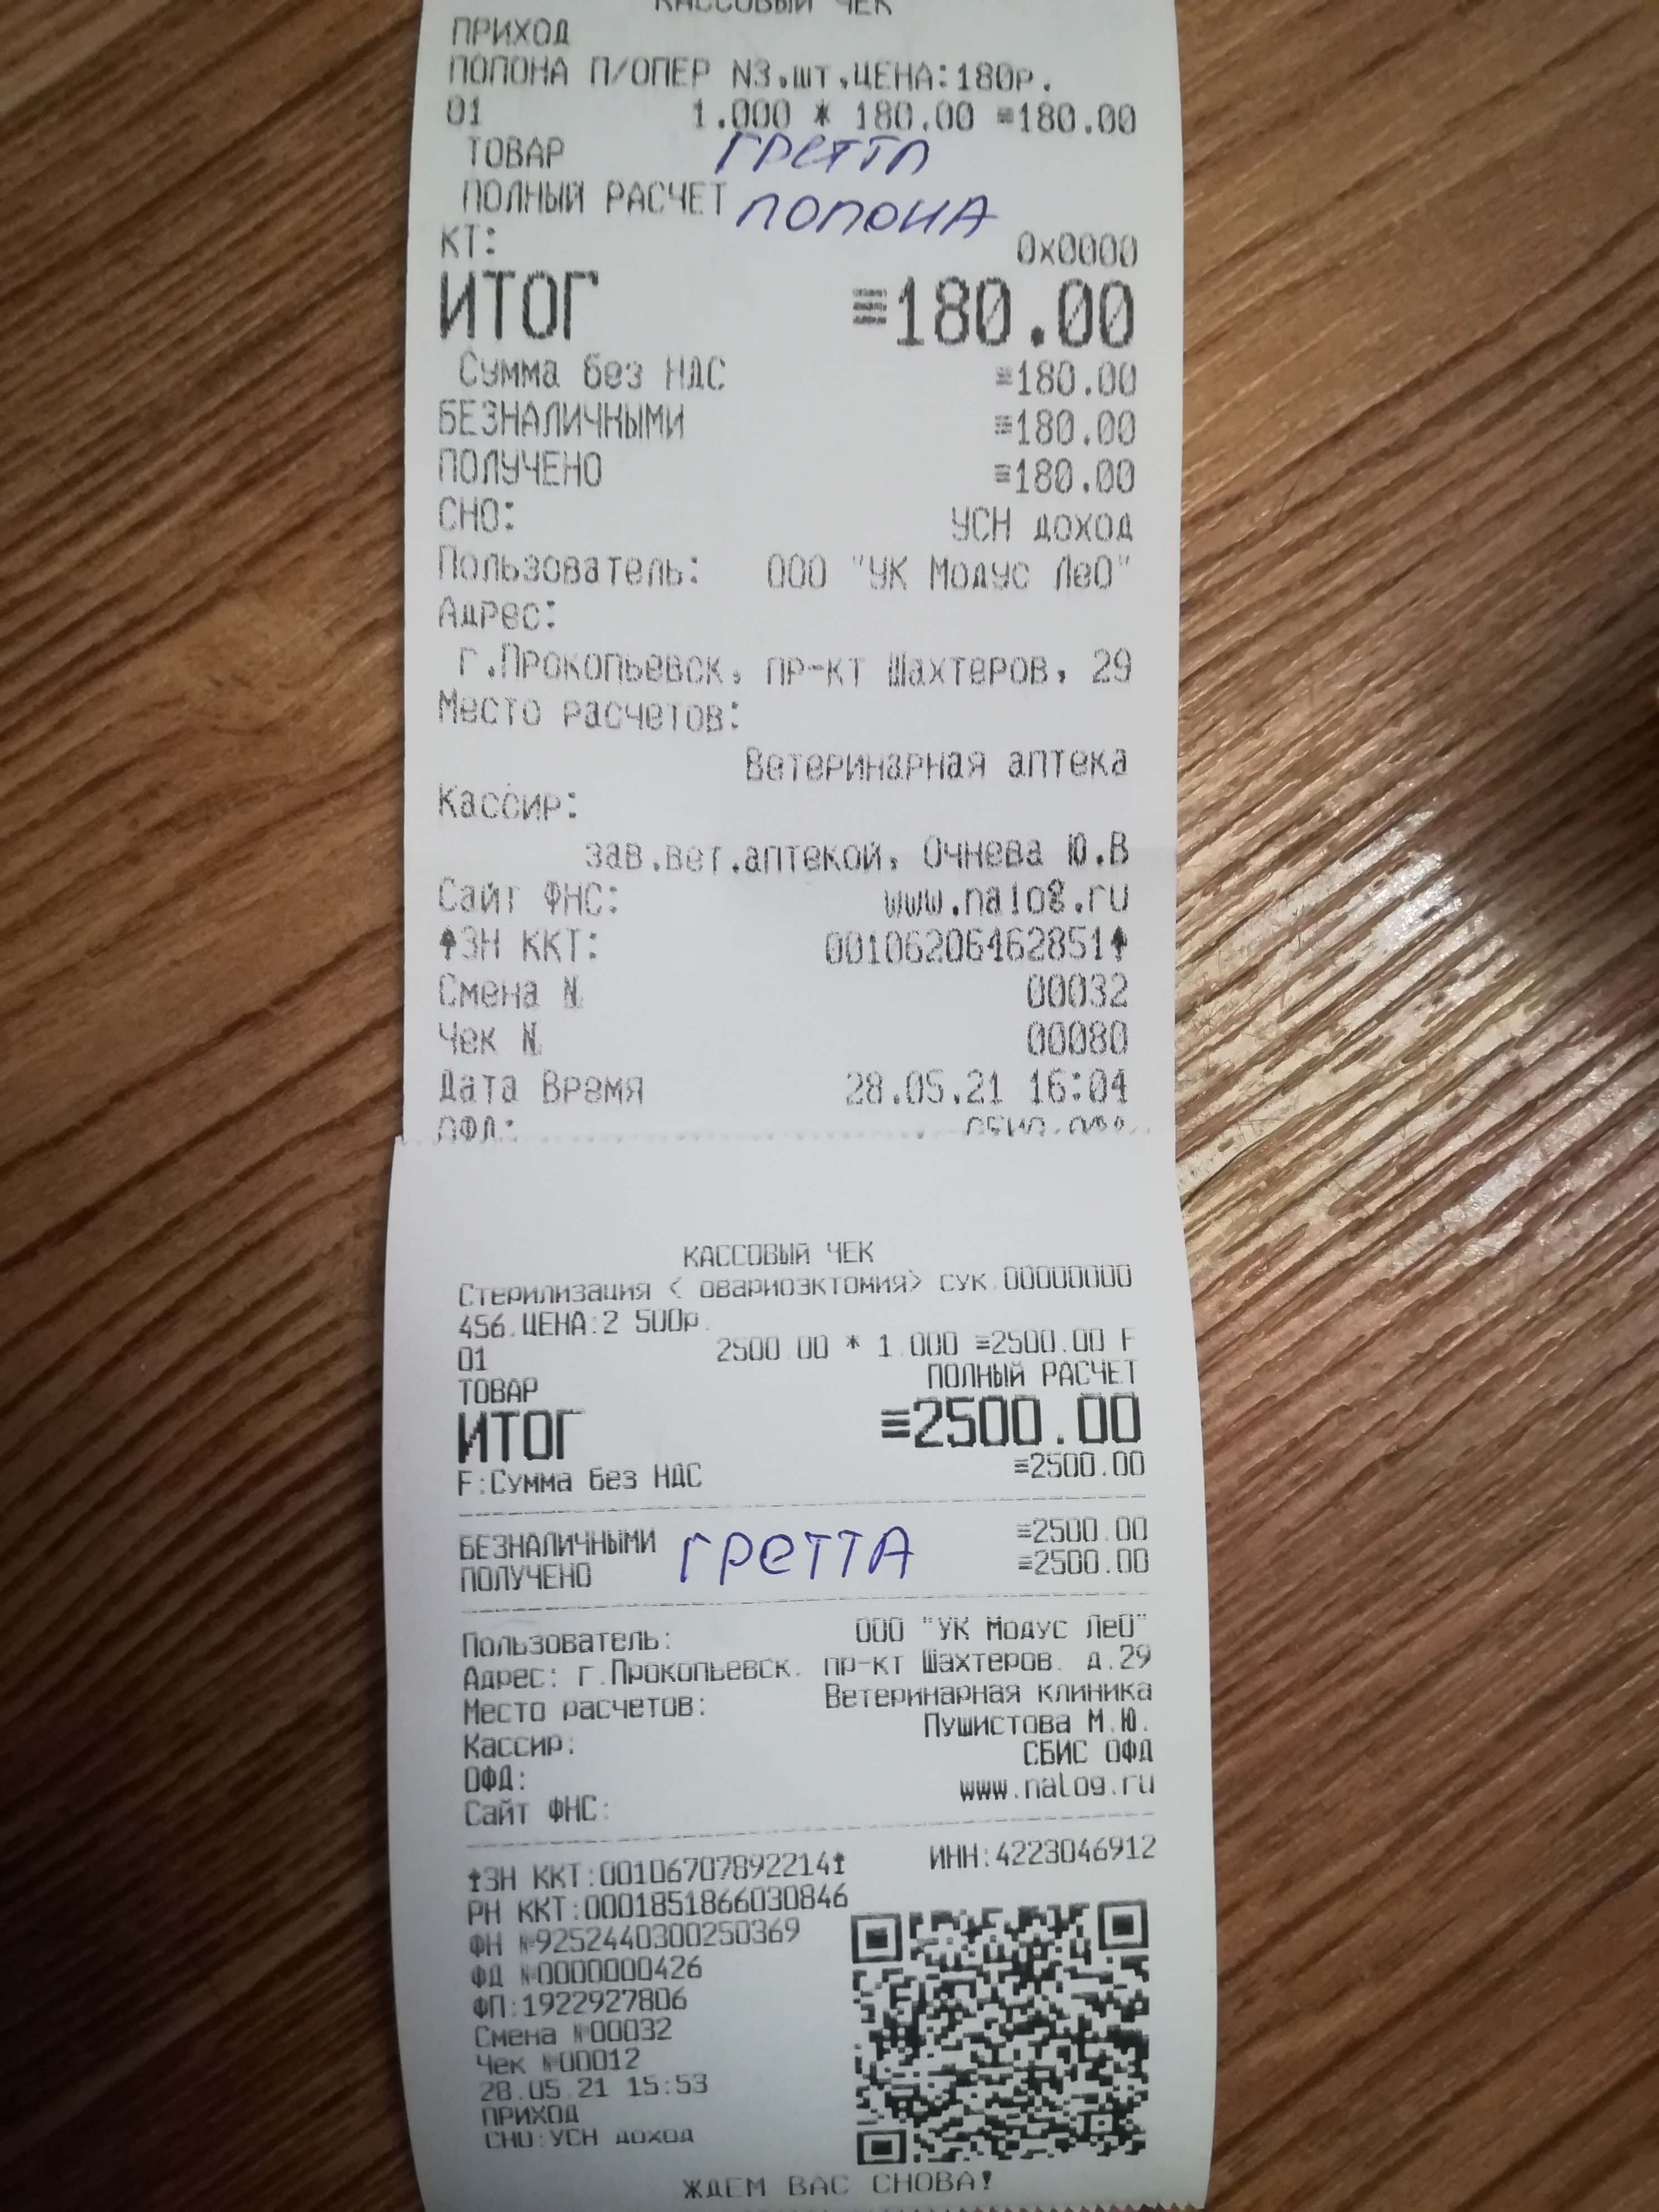 КАССОВЫЙ ЧЕК
ПРИХОД
ПОПОНА П/ОПЕР N3.шт.ЦЕНА:180р.
01 1.000 * 180.00 ≡180.00
ТОВАР Гретта
ПОЛНЫЙ РАСЧЕТ попона
КТ: 0x0000
ИТОГ ≡180.00
Сумма без НДС ≡180.00
БЕЗНАЛИЧНЫМИ ≡180.00
ПОЛУЧЕНО ≡180.00
СНО: УСН доход
Пользователь: ООО "УК Модус ЛеО"
Адрес:
г.Прокопьевск, пр-кт Шахтеров, 29
Место расчетов:
Ветеринарная аптека
Кассир:
зав.вет.аптекой, Очнева Ю.В
Сайт ФНС: www.nalog.ru
ЗН ККТ: 00106206462851
Смена N 00032
Чек N 00080
Дата Время 28.05.21 16:04
ОФД:
КАССОВЫЙ ЧЕК
Стерилизация < овариоэктомия> сук.00000000
456.ЦЕНА:2 500р.
01 2500.00 * 1.000 ≡2500.00 F
ТОВАР ПОЛНЫЙ РАСЧЕТ
ИТОГ ≡2500.00
F:Сумма без НДС ≡2500.00
БЕЗНАЛИЧНЫМИ ≡2500.00
Гретта
ПОЛУЧЕНО ≡2500.00
Пользователь: ООО "УК Модус ЛеО"
Адрес: г.Прокопьевск. пр-кт Шахтеров. д.29
Место расчетов: Ветеринарная клиника
Кассир: Пушистова М.Ю.
ОФД: СБИС ОФД
Сайт ФНС: www.nalog.ru
ЗН ККТ:00106707892214 ИНН:4223046912
РН ККТ:0001851866030846
ФН №9252440300250369
ФД №0000000426
ФП:1922927806
Смена №00032
Чек №00012
28.05.21 15:53
ПРИХОД
СНО:УСН доход
ЖДЕМ ВАС СНОВА!